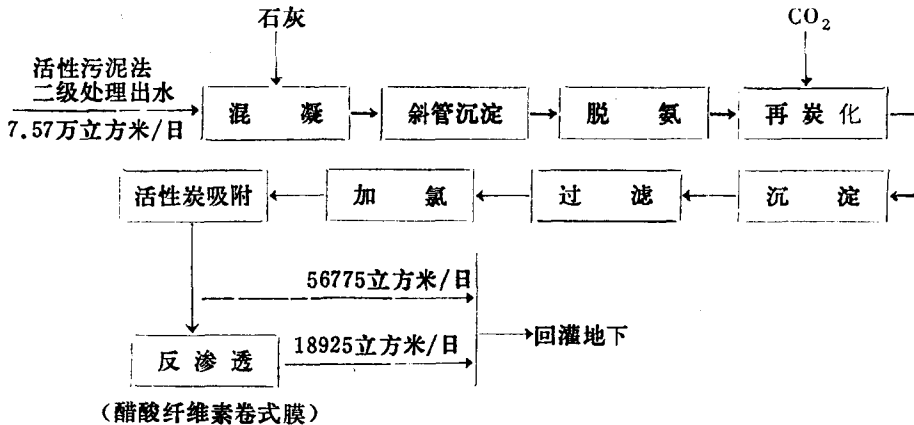 石灰
CO₂
活性污泥法
二级处理出水
7.57万立方米/日
混 凝
斜管沉淀
脱 氨
再炭化
活性炭吸附
加 氯
过 滤
沉 淀
56775立方米/日
18925立方米/日
回灌地下
反渗透
（醋酸纤维素卷式膜）